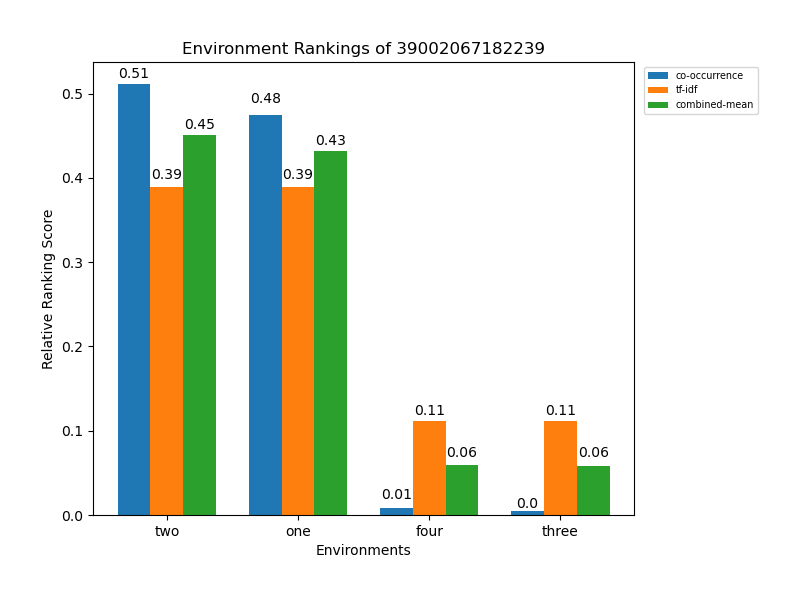 Environment Rankings of 39002067182239
co-occurrence
tf-idf
combined-mean
Relative Ranking Score
0.5
0.4
0.3
0.2
0.1
0.0
0.51
0.39
0.45
0.48
0.39
0.43
0.01
0.11
0.06
0.0
0.11
0.06
two one four three
Environments